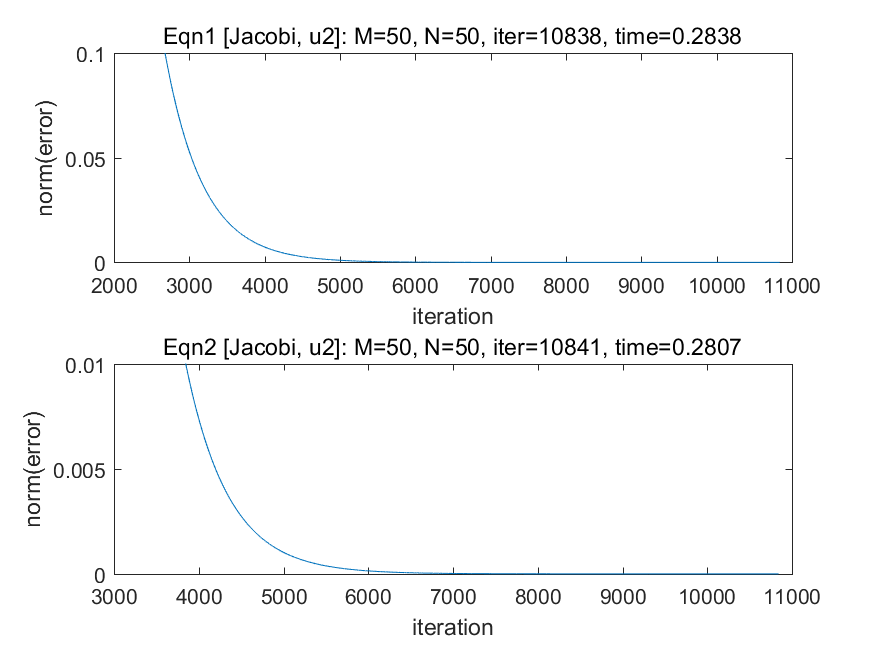 Eqn1 [Jacobi, u2]: M=50, N=50, iter=10838, time=0.2838
0.1
0.05
0
norm(error)
2000 3000 4000 5000 6000 7000 8000 9000 10000 11000
iteration
Eqn2 [Jacobi, u2]: M=50, N=50, iter=10841, time=0.2807
0.01
0.005
0
norm(error)
3000 4000 5000 6000 7000 8000 9000 10000 11000
iteration